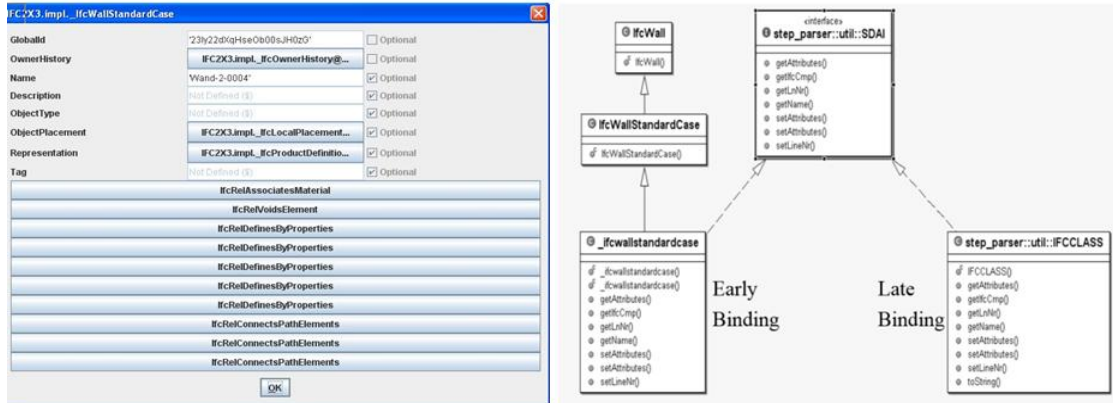 IFC2X3.impl._IfcWallStandardCase
GlobalId '23Iy22dXqHseOb00sJH0zG' Optional
OwnerHistory IFC2X3.impl._IfcOwnerHistory@... Optional
Name 'Wand-2-0004' Optional
Description Not Defined ($) Optional
ObjectType Not Defined ($) Optional
ObjectPlacement IFC2X3.impl._IfcLocalPlacement... Optional
Representation IFC2X3.impl._IfcProductDefinitio... Optional
Tag Not Defined ($) Optional
IfcRelAssociatesMaterial
IfcRelVoidsElement
IfcRelDefinesByProperties
IfcRelDefinesByProperties
IfcRelDefinesByProperties
IfcRelDefinesByProperties
IfcRelDefinesByProperties
IfcRelConnectsPathElements
IfcRelConnectsPathElements
IfcRelConnectsPathElements
OK
IfcWall
IfcWall()
IfcWallStandardCase
IfcWallStandardCase()
_ifcwallstandardcase
_ifcwallstandardcase()
_ifcwallstandardcase()
getAttributes()
getIfcCmp()
getLnNr()
getName()
setAttributes()
setAttributes()
setLineNr()
Early
Binding
«interface»
step_parser::util::SDAI
getAttributes()
getIfcCmp()
getLnNr()
getName()
setAttributes()
setAttributes()
setLineNr()
Late
Binding
step_parser::util::IFCCLASS
IFCCLASS()
getAttributes()
getIfcCmp()
getLnNr()
getName()
setAttributes()
setAttributes()
setLineNr()
toString()